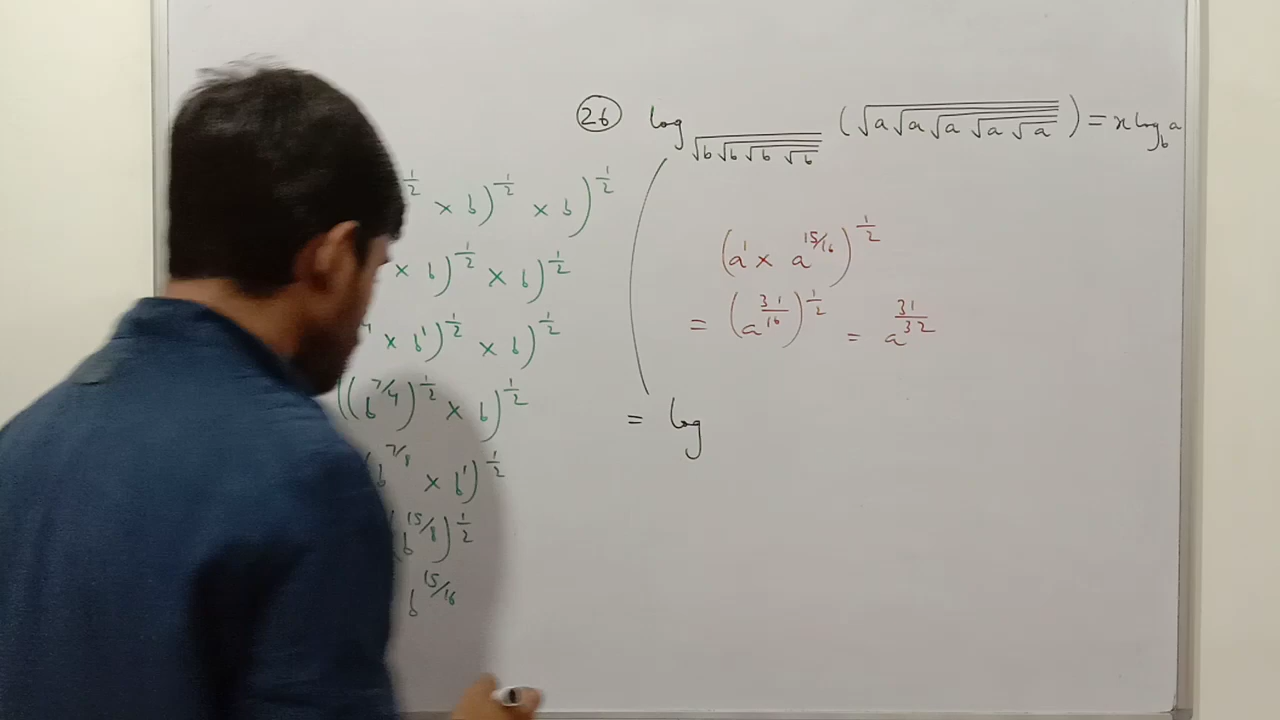 26 log_{√(b√(b√(b√b)))} (√(a√(a√(a√(a√a))))) = x log_b a
1/2 × b)^{1/2} × b)^{1/2}
× b)^{1/2} × b)^{1/2}
× b^1)^{1/2} × b)^{1/2}
((b^{7/4})^{1/2} × b)^{1/2}
b^{7/8} × b^1)^{1/2}
(b^{15/8})^{1/2}
b^{15/16}
(a^1 × a^{15/16})^{1/2}
= (a^{31/16})^{1/2} = a^{31/32}
= log